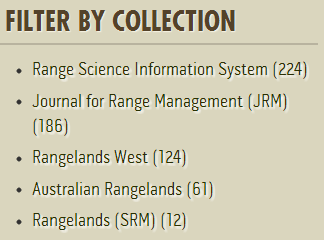 FILTER BY COLLECTION
Range Science Information System (224)
Journal for Range Management (JRM)
(186)
Rangelands West (124)
Australian Rangelands (61)
Rangelands (SRM) (12)